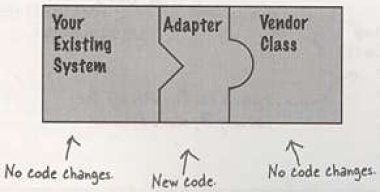 Your
Existing
System
Adapter
Vendor
Class
No code changes.
New code.
No code changes.